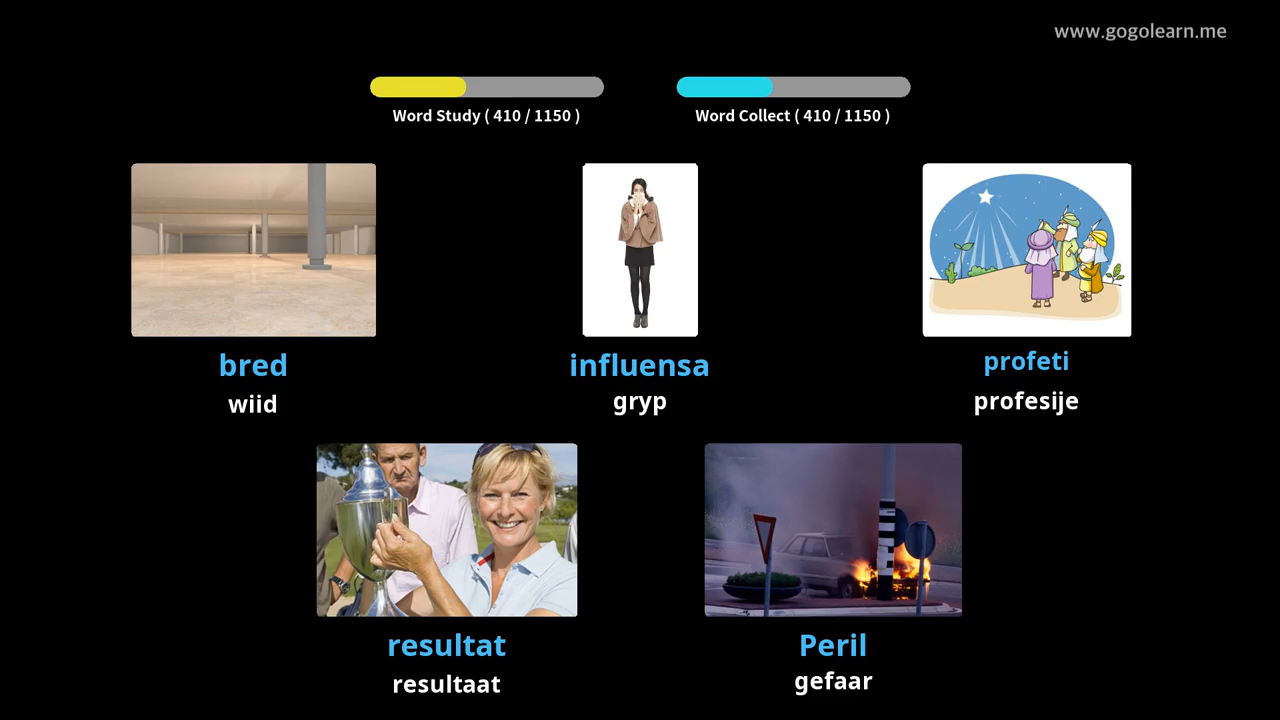 www.gogolearn.me
Word Study ( 410 / 1150 )
Word Collect ( 410 / 1150 )
bred
wiid
influensa
gryp
profeti
profesije
resultat
resultaat
Peril
gefaar